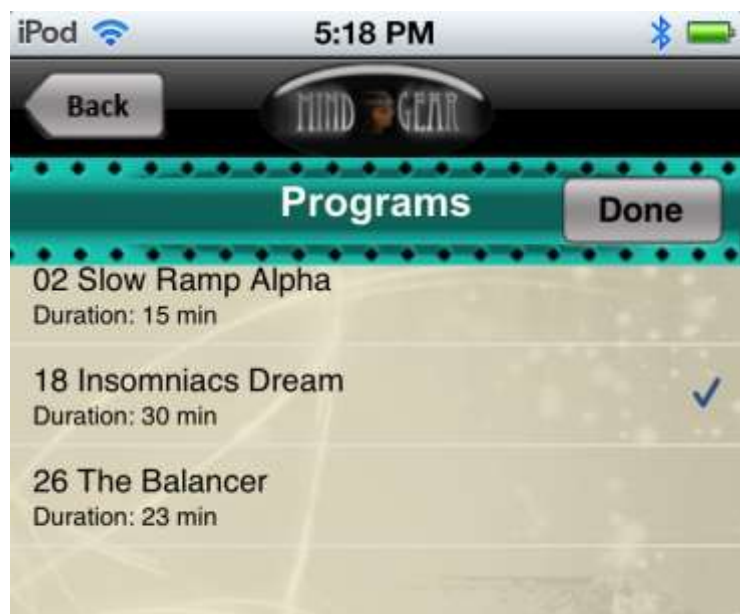 iPod 5:18 PM
Back MIND GEAR
Programs Done
02 Slow Ramp Alpha
Duration: 15 min
18 Insomniacs Dream
Duration: 30 min
26 The Balancer
Duration: 23 min